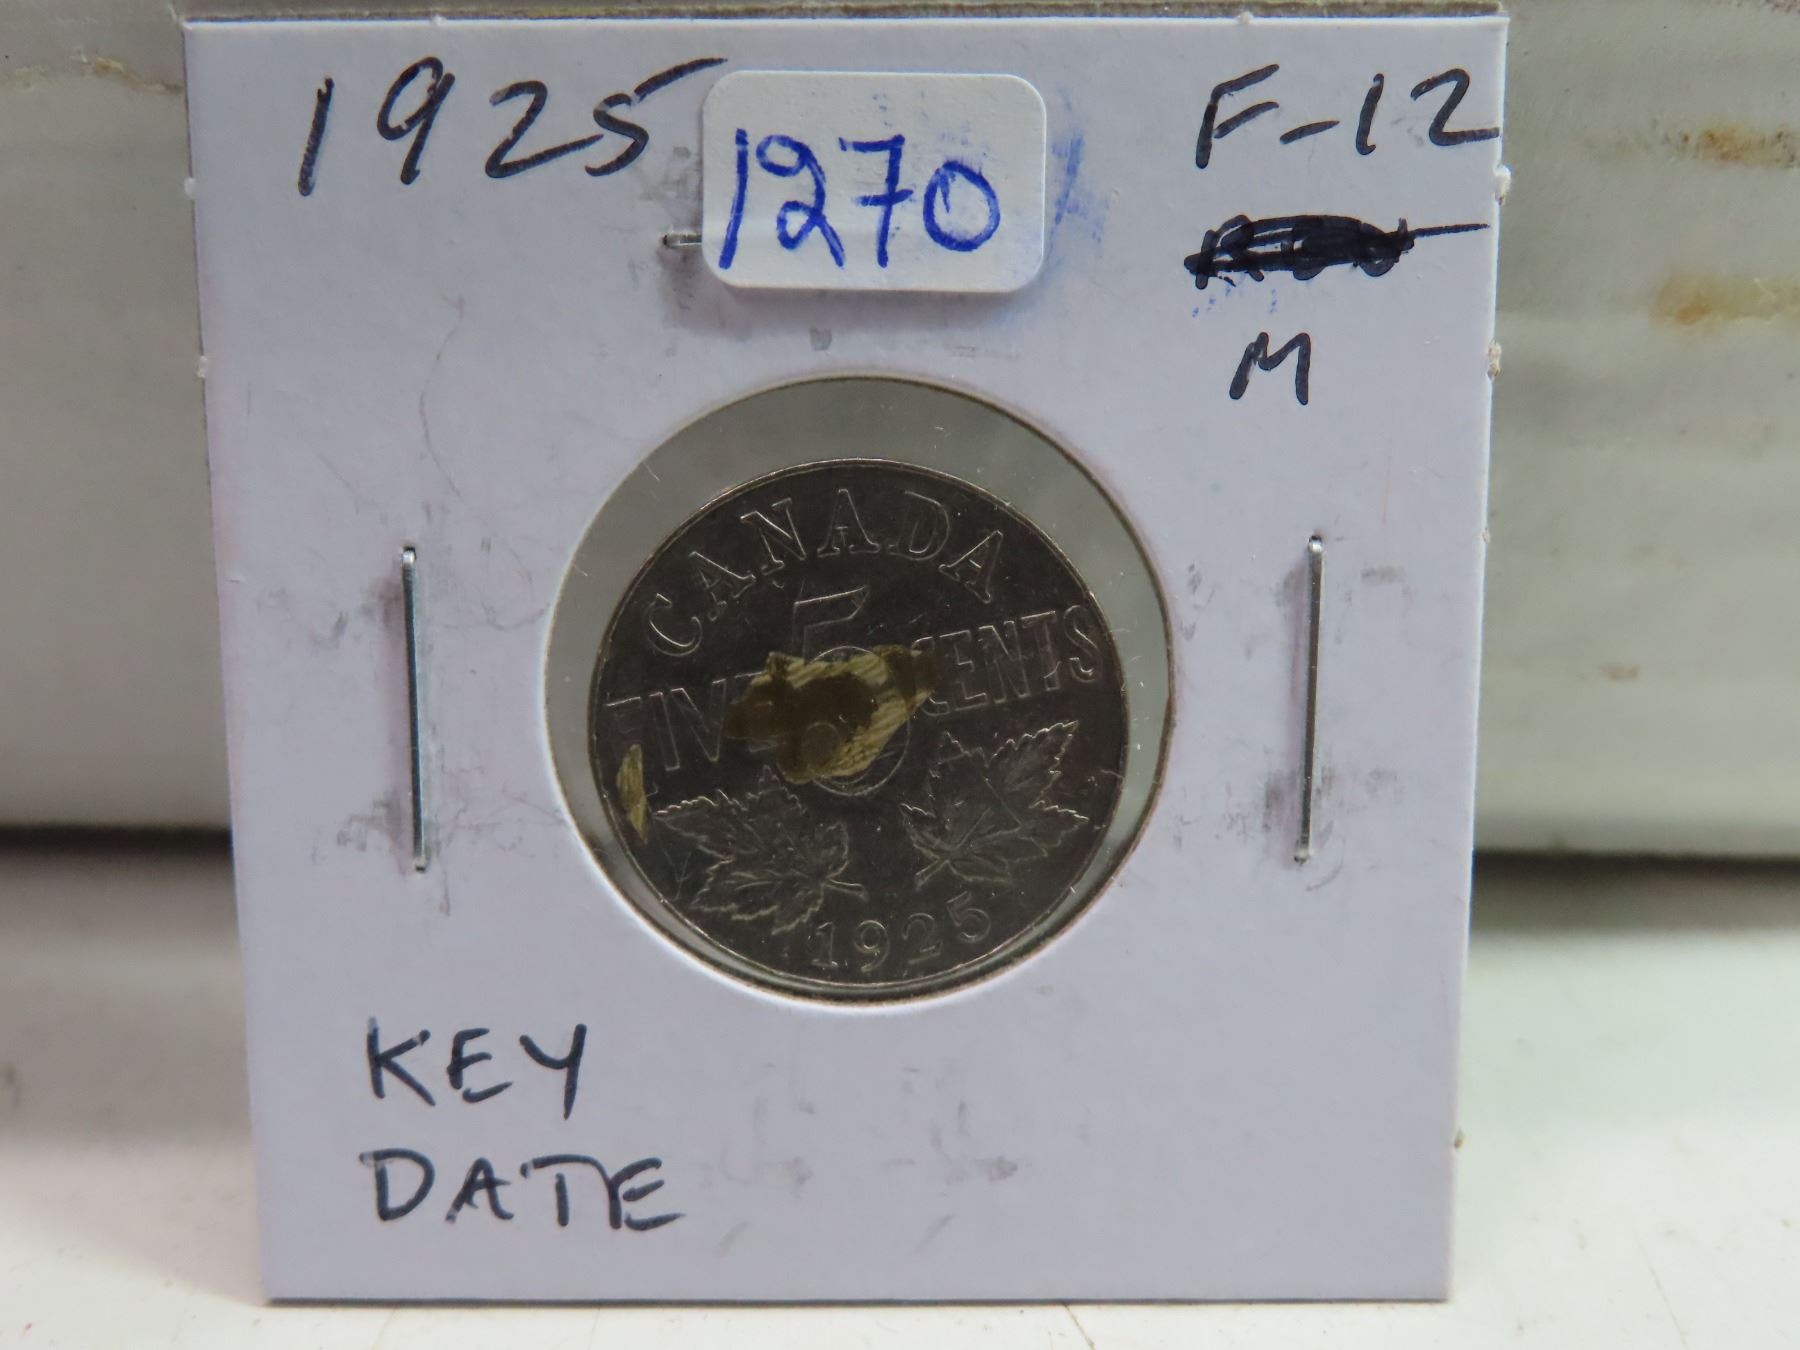 1925
1270
F-12
M
CANADA
5
FIVE CENTS
1925
KEY
DATE